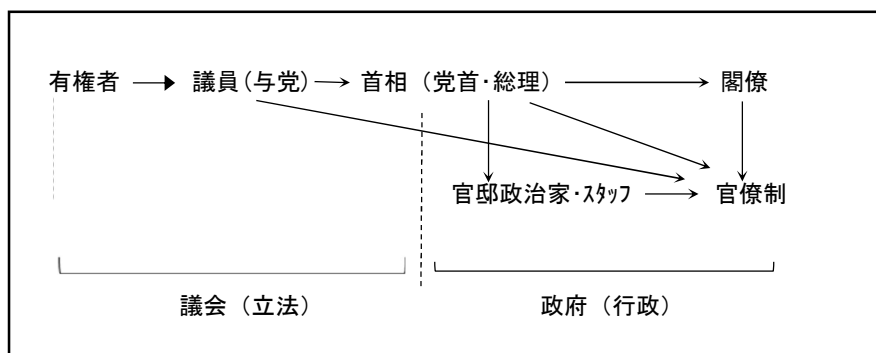 有権者 議員(与党) 首相（党首・総理） 閣僚
官邸政治家・ｽﾀｯﾌ 官僚制
議会（立法） 政府（行政）